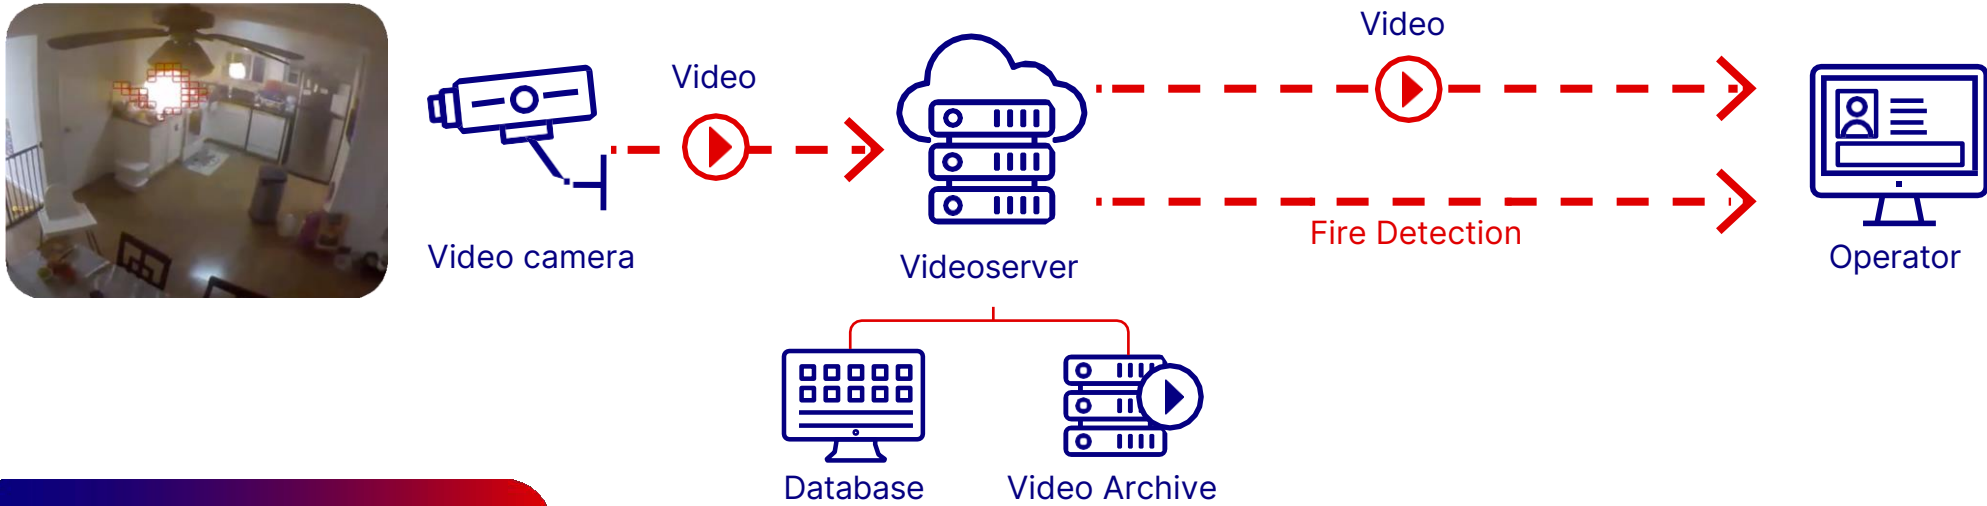 Video
Video
Fire Detection
Video camera
Videoserver
Operator
Database
Video Archive